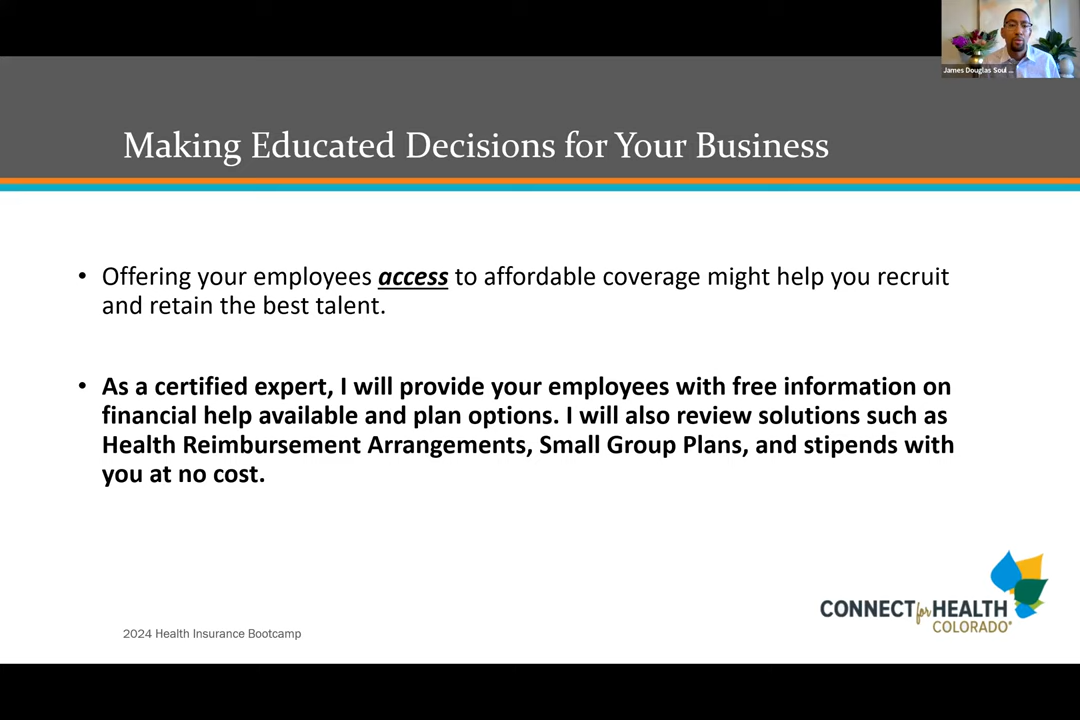 James Douglas Soul ...
Making Educated Decisions for Your Business
• Offering your employees access to affordable coverage might help you recruit
and retain the best talent.
• As a certified expert, I will provide your employees with free information on
financial help available and plan options. I will also review solutions such as
Health Reimbursement Arrangements, Small Group Plans, and stipends with
you at no cost.
CONNECT for HEALTH
COLORADO®
2024 Health Insurance Bootcamp